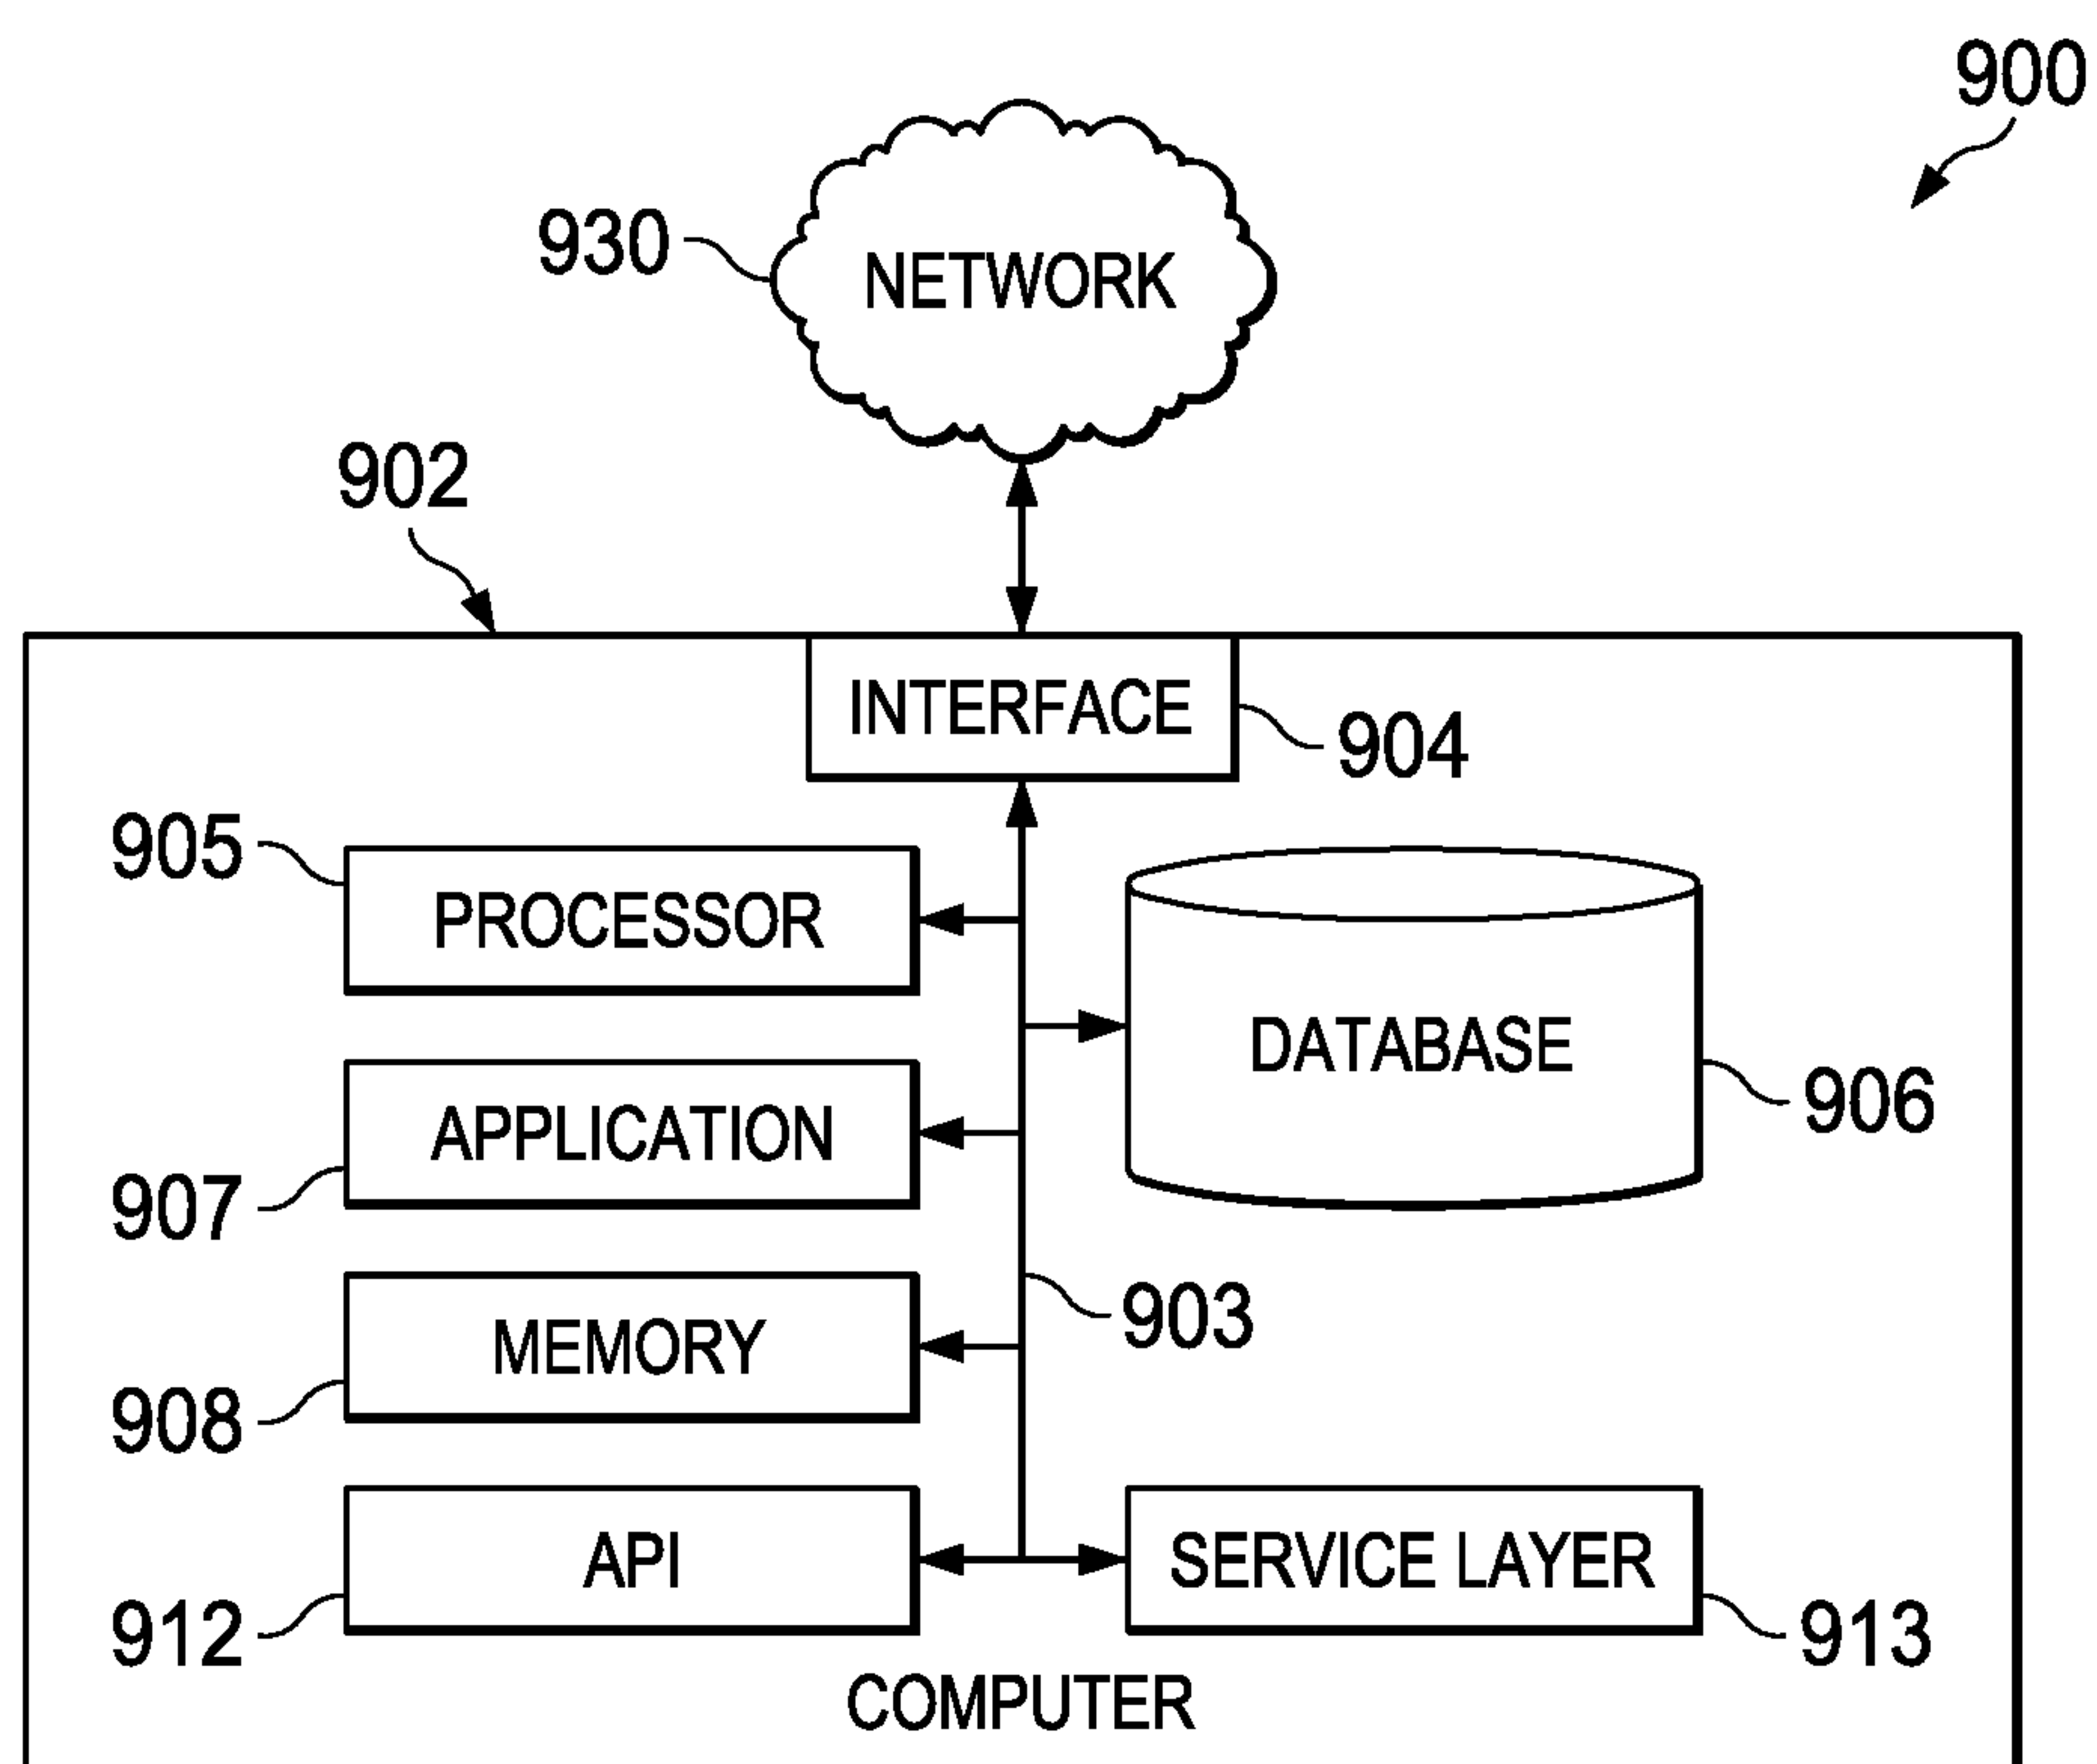 900
930
NETWORK
902
INTERFACE
904
905
PROCESSOR
DATABASE
906
APPLICATION
907
903
MEMORY
908
API
SERVICE LAYER
912
913
COMPUTER